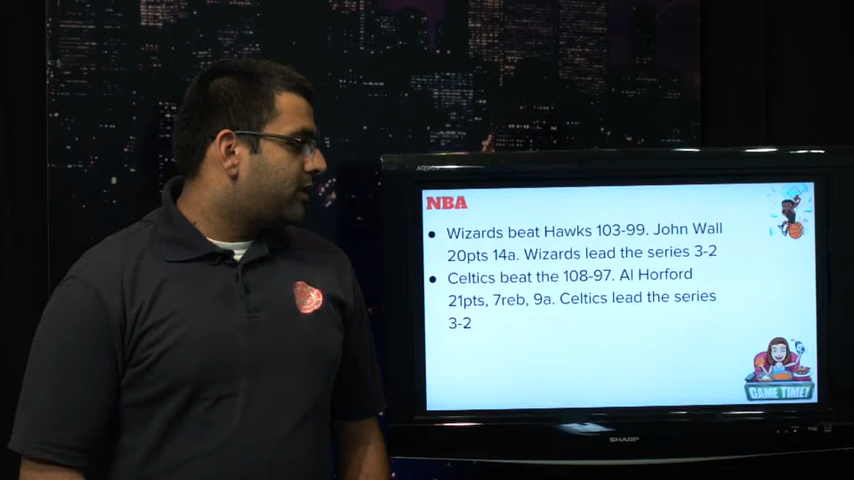 AQUOS
NBA
● Wizards beat Hawks 103-99. John Wall
20pts 14a. Wizards lead the series 3-2
● Celtics beat the 108-97. Al Horford
21pts, 7reb, 9a. Celtics lead the series
3-2
GAME TIME!
SHARP